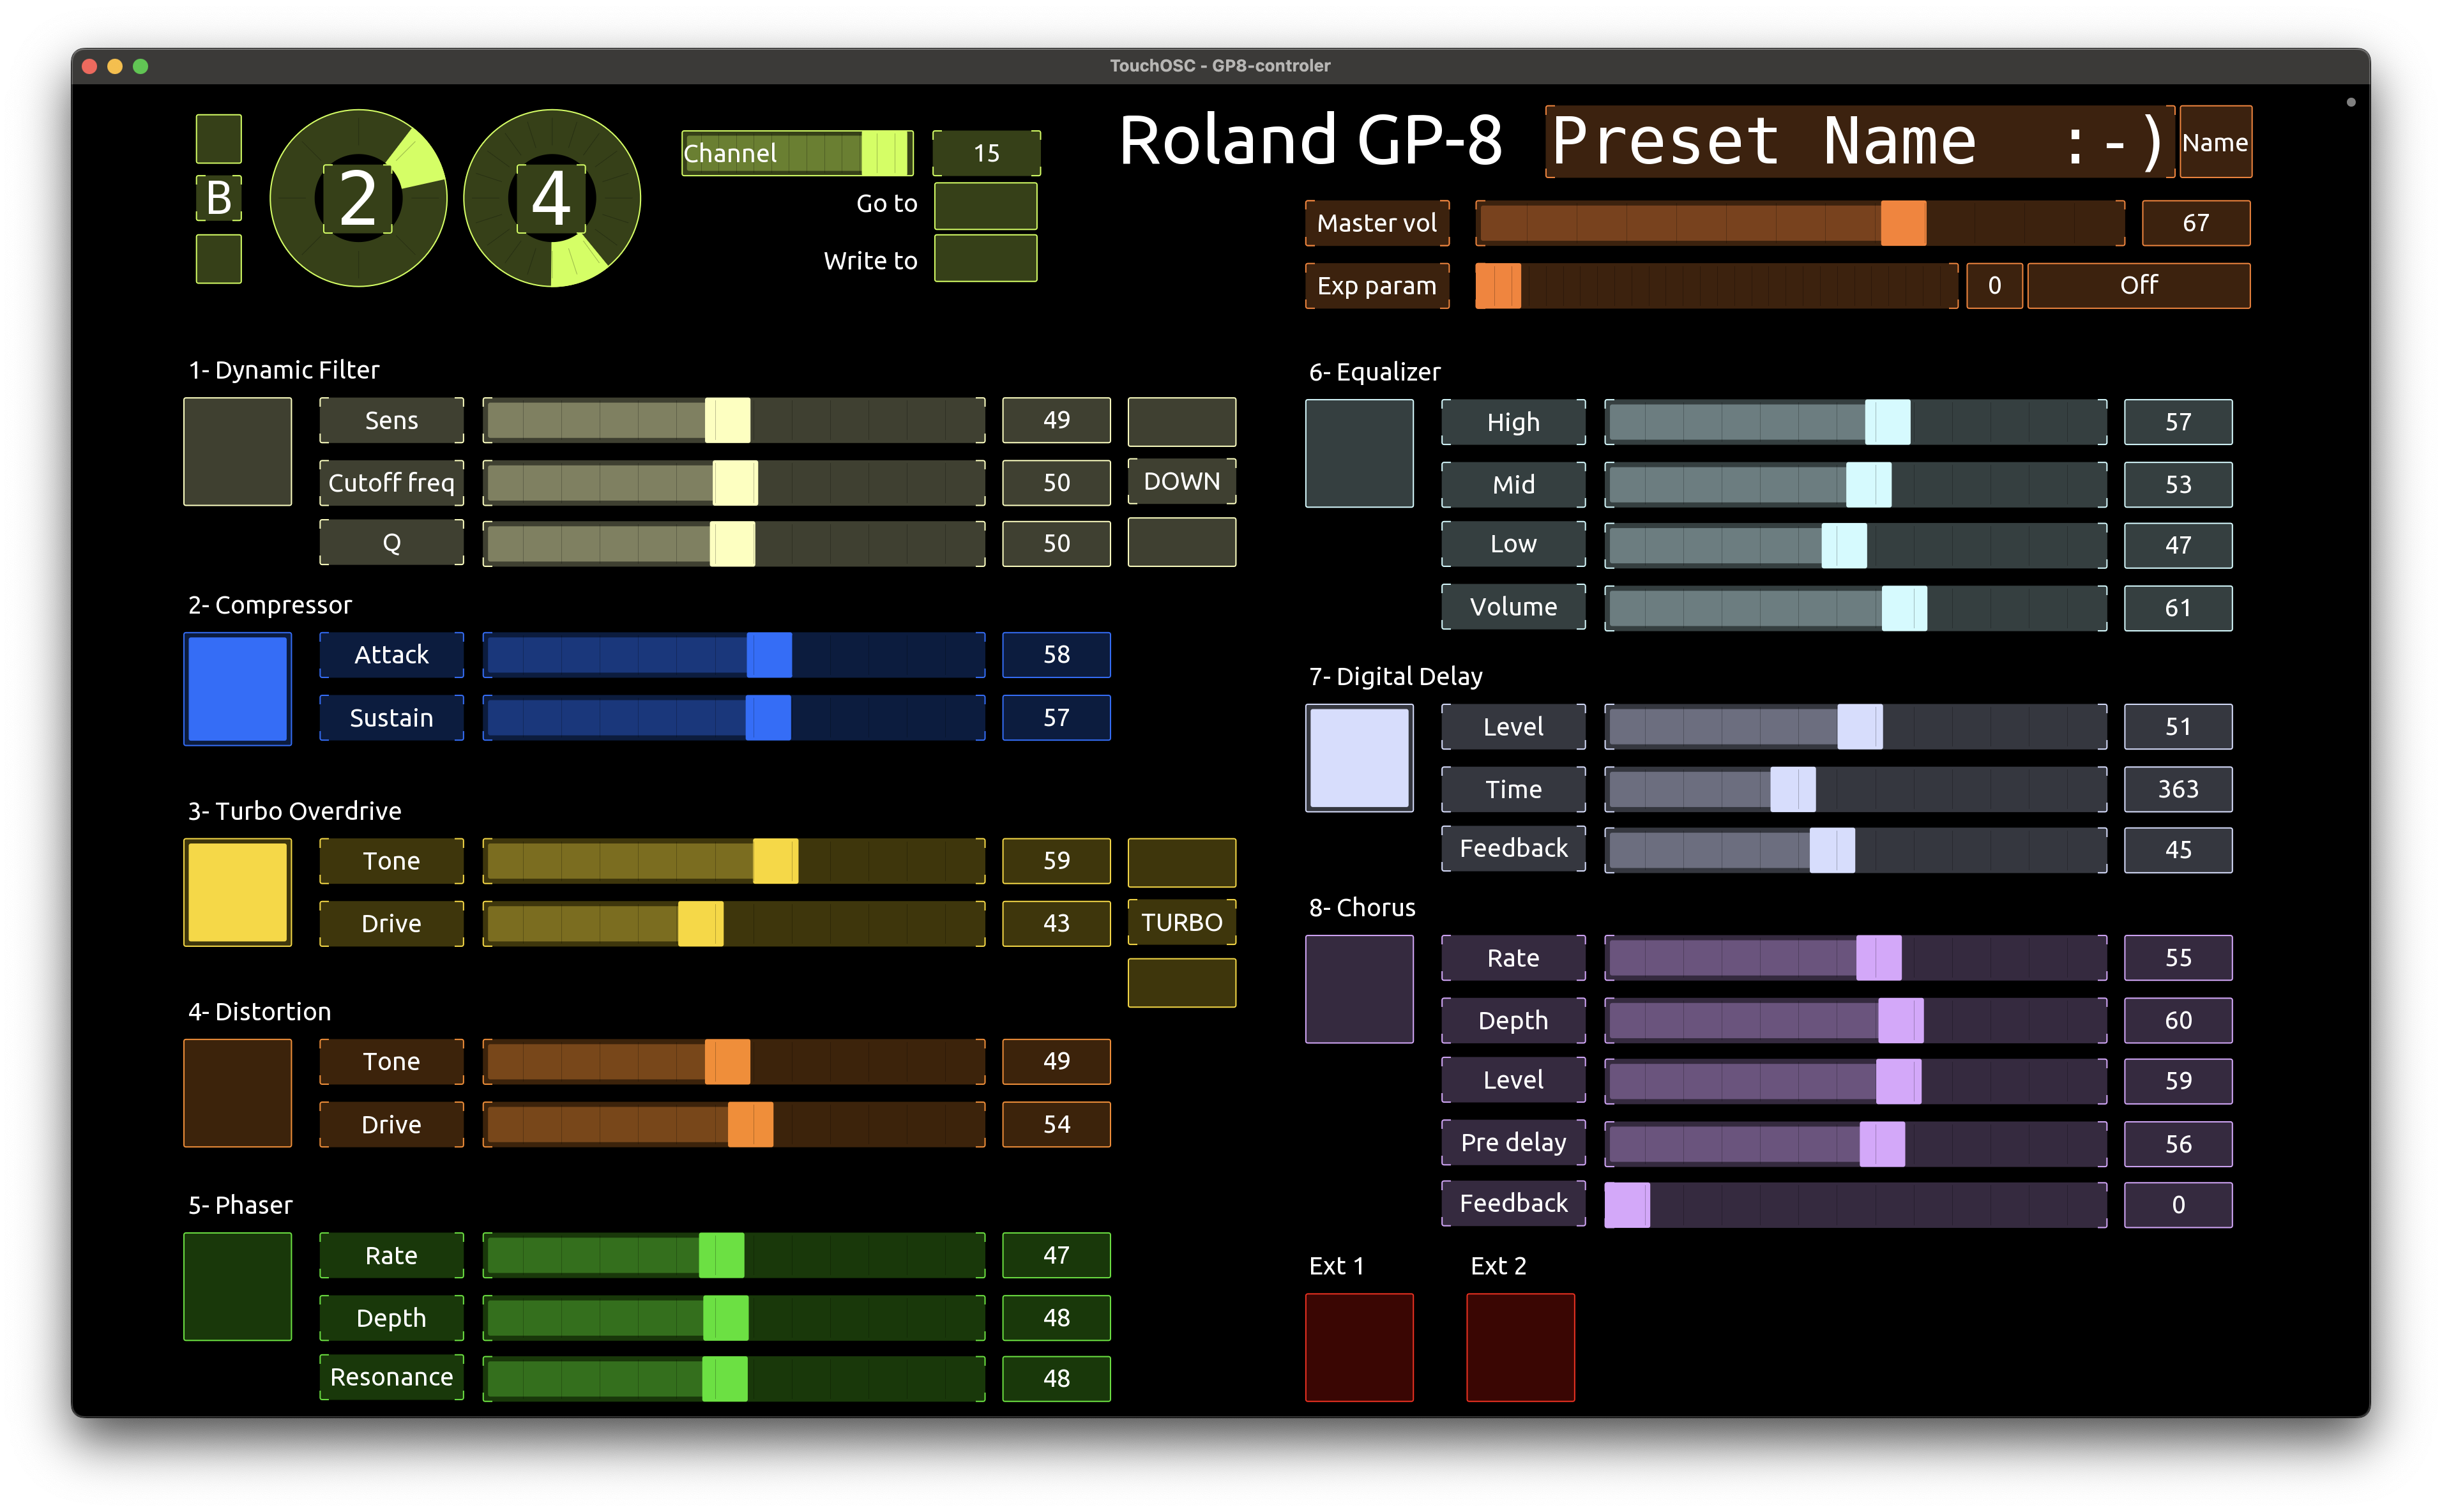 TouchOSC - GP8-controler
B
2
4
Channel
15
Go to
Write to
Roland GP-8
Preset Name :-)
Name
Master vol
67
Exp param
0
Off
1- Dynamic Filter
Sens
49
Cutoff freq
50
DOWN
Q
50
2- Compressor
Attack
58
Sustain
57
3- Turbo Overdrive
Tone
59
Drive
43
TURBO
4- Distortion
Tone
49
Drive
54
5- Phaser
Rate
47
Depth
48
Resonance
48
6- Equalizer
High
57
Mid
53
Low
47
Volume
61
7- Digital Delay
Level
51
Time
363
Feedback
45
8- Chorus
Rate
55
Depth
60
Level
59
Pre delay
56
Feedback
0
Ext 1
Ext 2